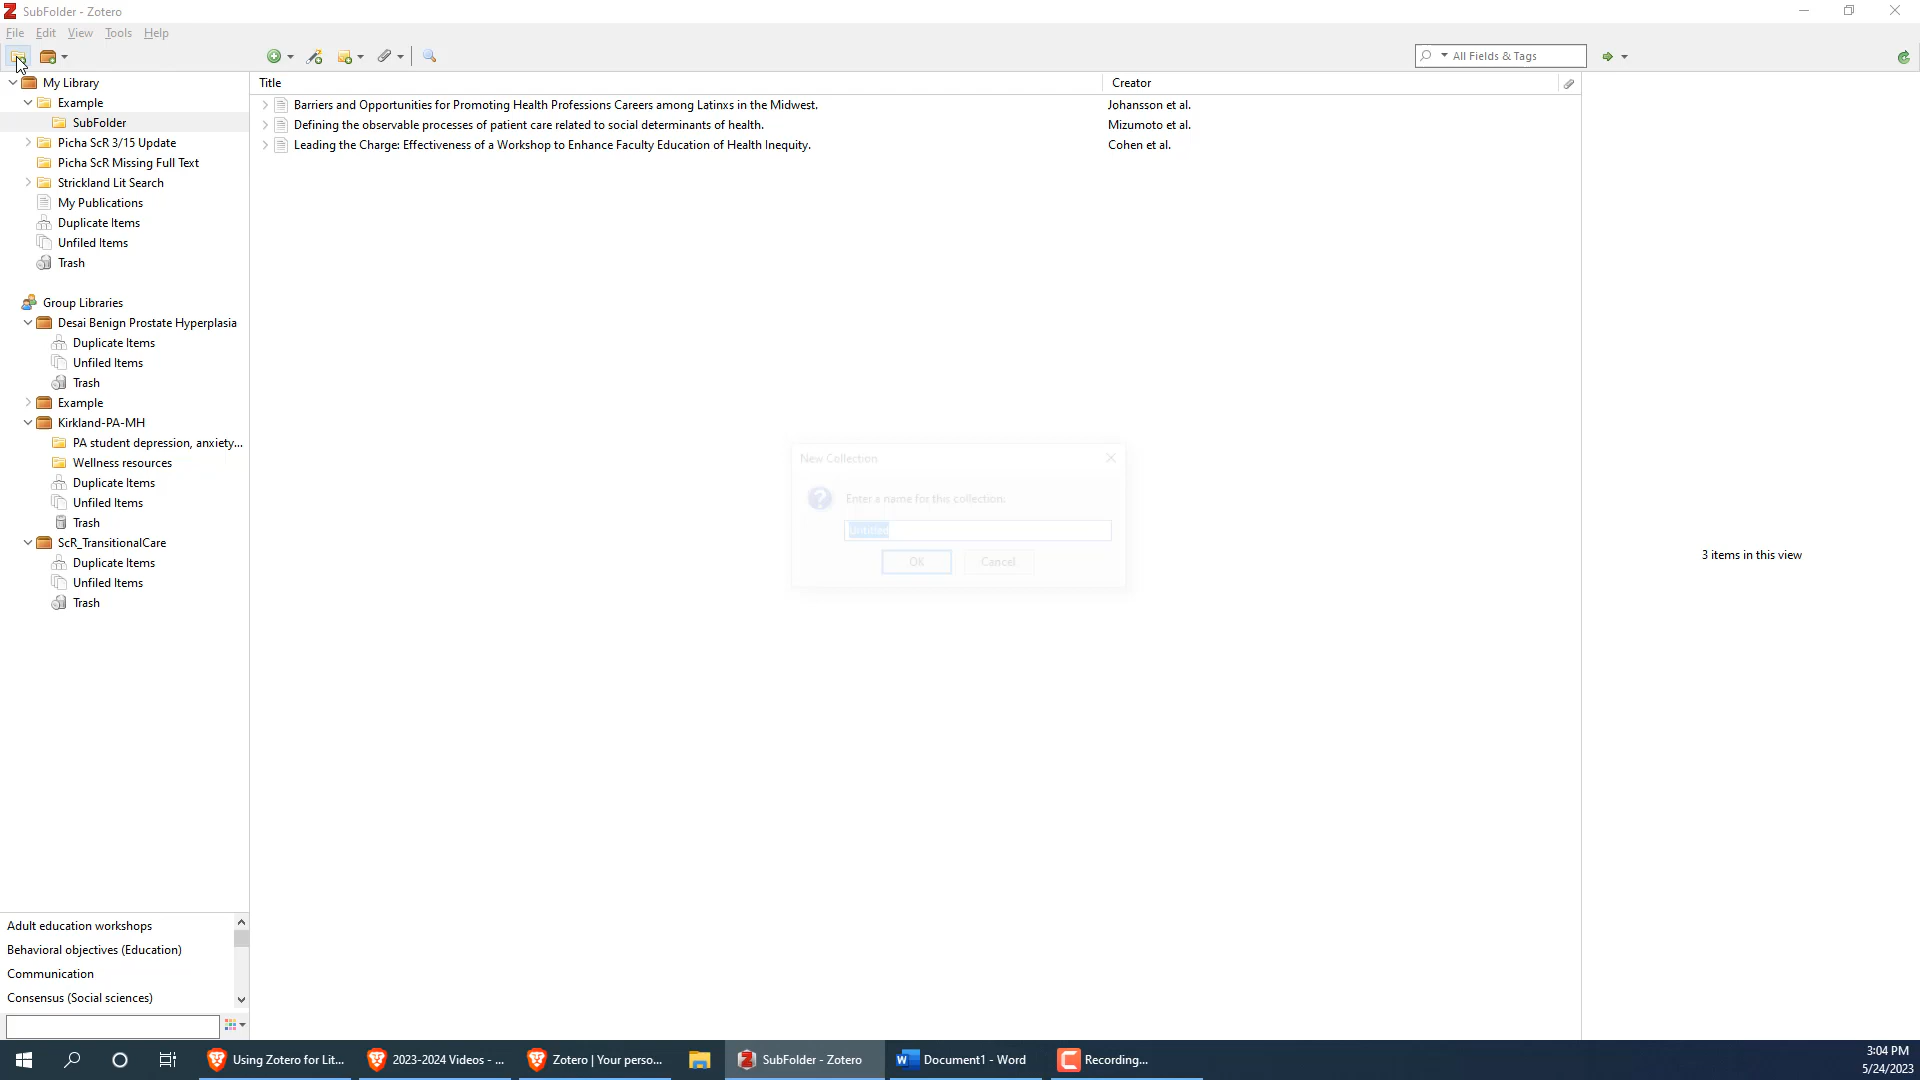 SubFolder - Zotero
File Edit View Tools Help
All Fields & Tags
My Library
Example
SubFolder
Picha ScR 3/15 Update
Picha ScR Missing Full Text
Strickland Lit Search
My Publications
Duplicate Items
Unfiled Items
Trash
Group Libraries
Desai Benign Prostate Hyperplasia
Duplicate Items
Unfiled Items
Trash
Example
Kirkland-PA-MH
PA student depression, anxiety...
Wellness resources
Duplicate Items
Unfiled Items
Trash
ScR_TransitionalCare
Duplicate Items
Unfiled Items
Trash
Adult education workshops
Behavioral objectives (Education)
Communication
Consensus (Social sciences)
Title Creator
Barriers and Opportunities for Promoting Health Professions Careers among Latinxs in the Midwest. Johansson et al.
Defining the observable processes of patient care related to social determinants of health. Mizumoto et al.
Leading the Charge: Effectiveness of a Workshop to Enhance Faculty Education of Health Inequity. Cohen et al.
New Collection
Enter a name for this collection:
Untitled
OK Cancel
3 items in this view
Using Zotero for Lit... 2023-2024 Videos - ... Zotero | Your perso... SubFolder - Zotero Document1 - Word Recording...
3:04 PM
5/24/2023